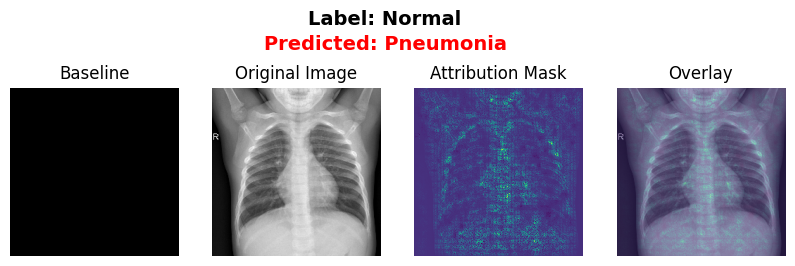 Label: Normal
Predicted: Pneumonia
Baseline
Original Image
Attribution Mask
Overlay
R
R